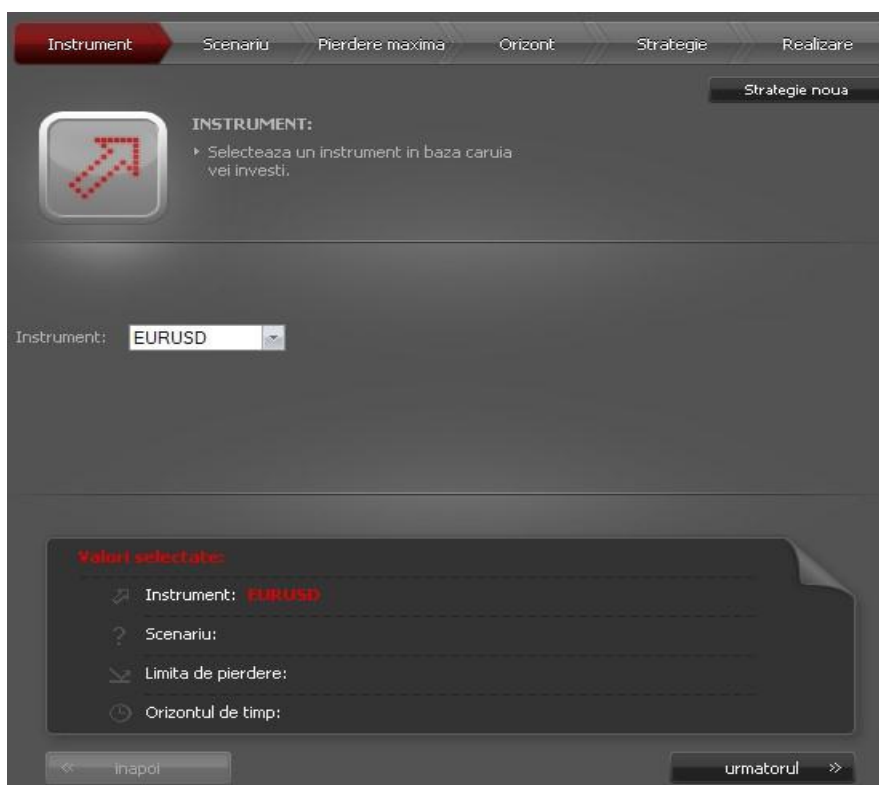 Instrument Scenariu Pierdere maxima Orizont Strategie Realizare
Strategie noua
INSTRUMENT:
Selecteaza un instrument in baza caruia
vei investi.
Instrument: EURUSD
Valori selectate:
Instrument: EURUSD
Scenariu:
Limita de pierdere:
Orizontul de timp:
« inapoi
urmatorul »